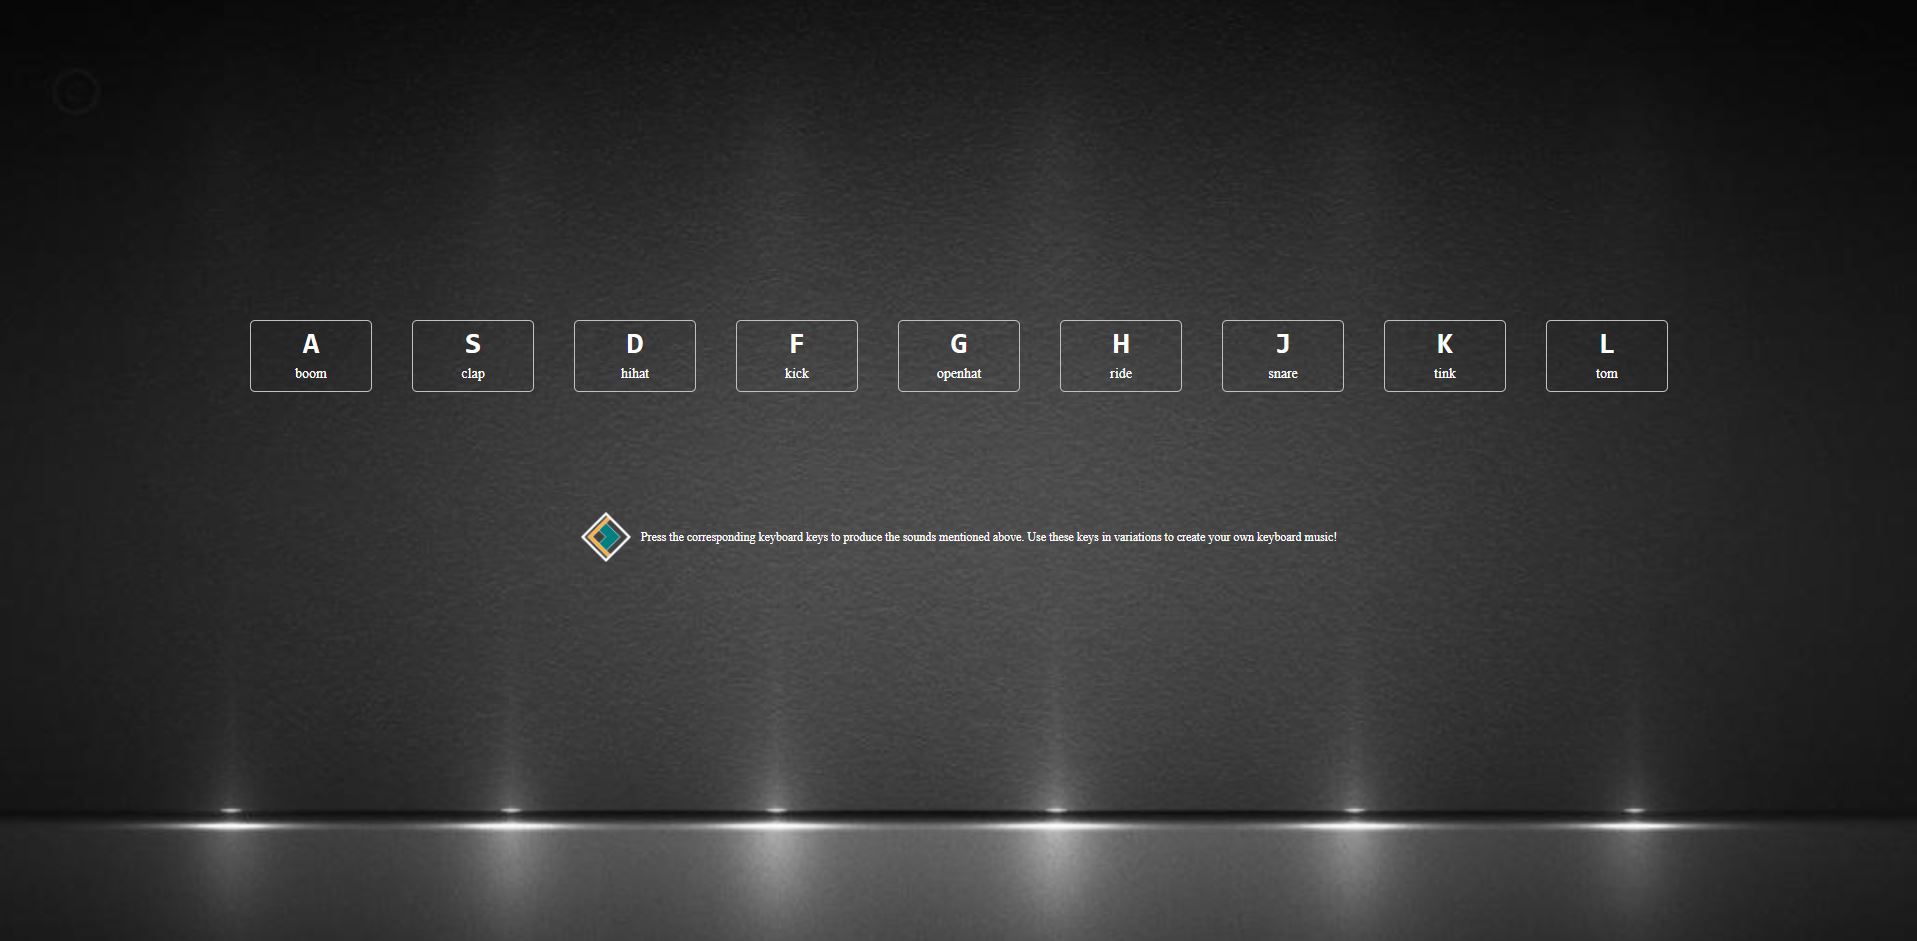 A S D F G H J K L
boom clap hihat kick openhat ride snare tink tom
Press the corresponding keyboard keys to produce the sounds mentioned above. Use these keys in variations to create your own keyboard music!